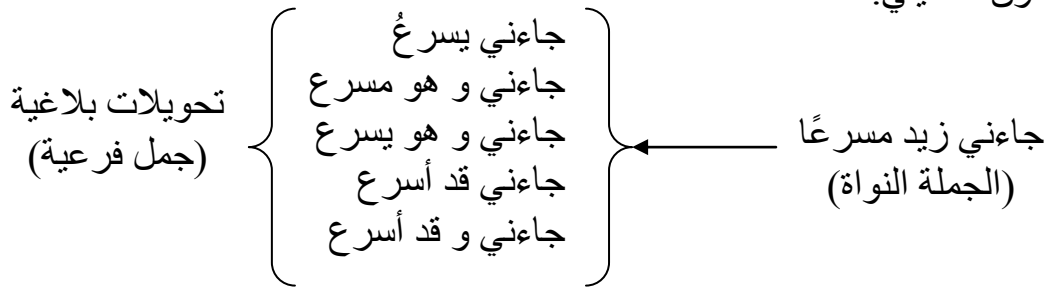 جاءني زيد مسرعًا
(الجملة النواة)
جاءني يسرعُ
جاءني و هو مسرع
جاءني و هو يسرع
جاءني قد أسرع
جاءني و قد أسرع
تحويلات بلاغية
(جمل فرعية)